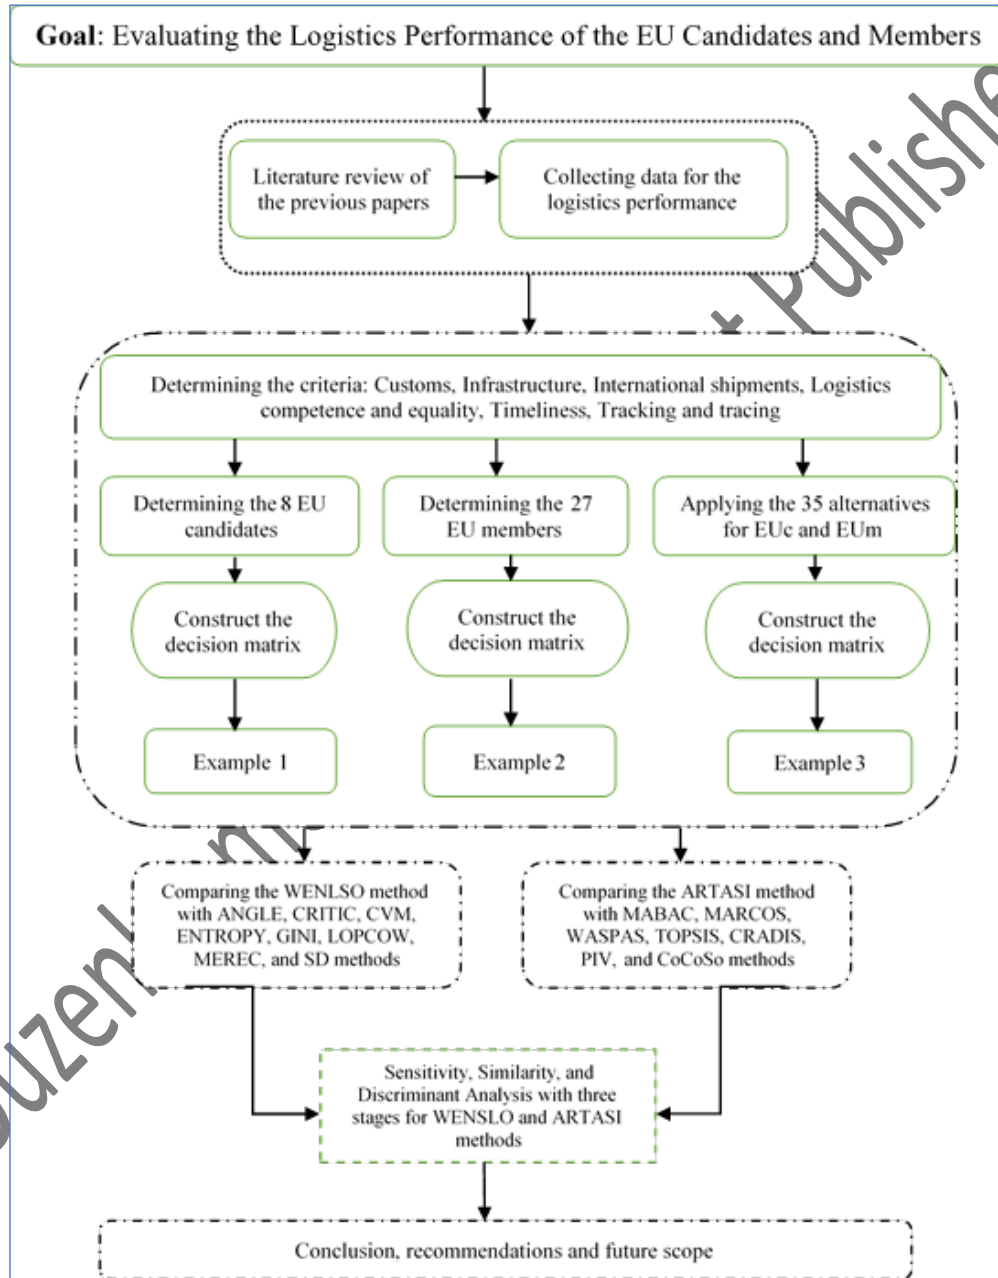 Goal: Evaluating the Logistics Performance of the EU Candidates and Members
Literature review of
the previous papers
Collecting data for the
logistics performance
Determining the criteria: Customs, Infrastructure, International shipments, Logistics
competence and equality, Timeliness, Tracking and tracing
Determining the 8 EU
candidates
Determining the 27
EU members
Applying the 35 alternatives
for EUc and EUm
Construct the
decision matrix
Construct the
decision matrix
Construct the
decision matrix
Example 1
Example 2
Example 3
Comparing the WENLSO method
with ANGLE, CRITIC, CVM,
ENTROPY, GINI, LOPCOW,
MEREC, and SD methods
Comparing the ARTASI method
with MABAC, MARCOS,
WASPAS, TOPSIS, CRADIS,
PIV, and CoCoSo methods
Sensitivity, Similarity, and
Discriminant Analysis with three
stages for WENSLO and ARTASI
methods
Conclusion, recommendations and future scope